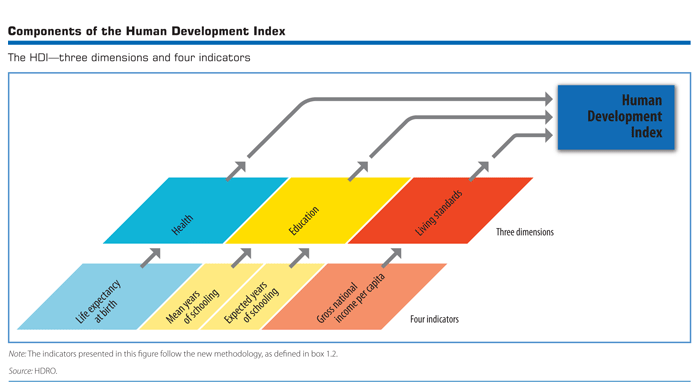 Components of the Human Development Index
The HDI—three dimensions and four indicators
Human
Development
Index
Health
Education
Living standards
Three dimensions
Life expectancy
at birth
Mean years
of schooling
Expected years
of schooling
Gross national
income per capita
Four indicators
Note: The indicators presented in this figure follow the new methodology, as defined in box 1.2.
Source: HDRO.